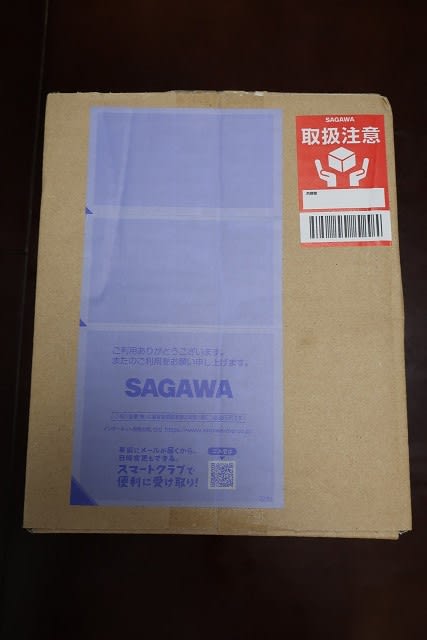 SAGAWA
取扱注意
ご利用ありがとうございます。
またのご利用をお願い申し上げます。
SAGAWA
事前にメールが届くから、
日時変更もできる。
スマートクラブで
便利に受け取り!